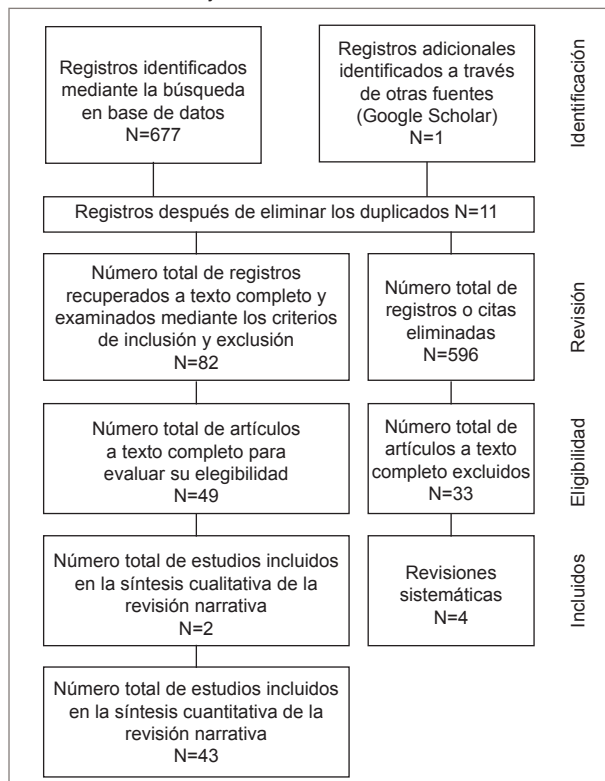 Registros identificados
mediante la búsqueda
en base de datos
N=677
Registros adicionales
identificados a través
de otras fuentes
(Google Scholar)
N=1
Identificación
Registros después de eliminar los duplicados N=11
Número total de registros
recuperados a texto completo y
examinados mediante los criterios
de inclusión y exclusión
N=82
Número total de
registros o citas
eliminadas
N=596
Revisión
Número total de artículos
a texto completo para
evaluar su elegibilidad
N=49
Número total de
artículos a texto
completo excluidos
N=33
Eligibilidad
Número total de estudios incluidos
en la síntesis cualitativa de la
revisión narrativa
N=2
Revisiones
sistemáticas
N=4
Incluidos
Número total de estudios incluidos
en la síntesis cuantitativa de la
revisión narrativa
N=43